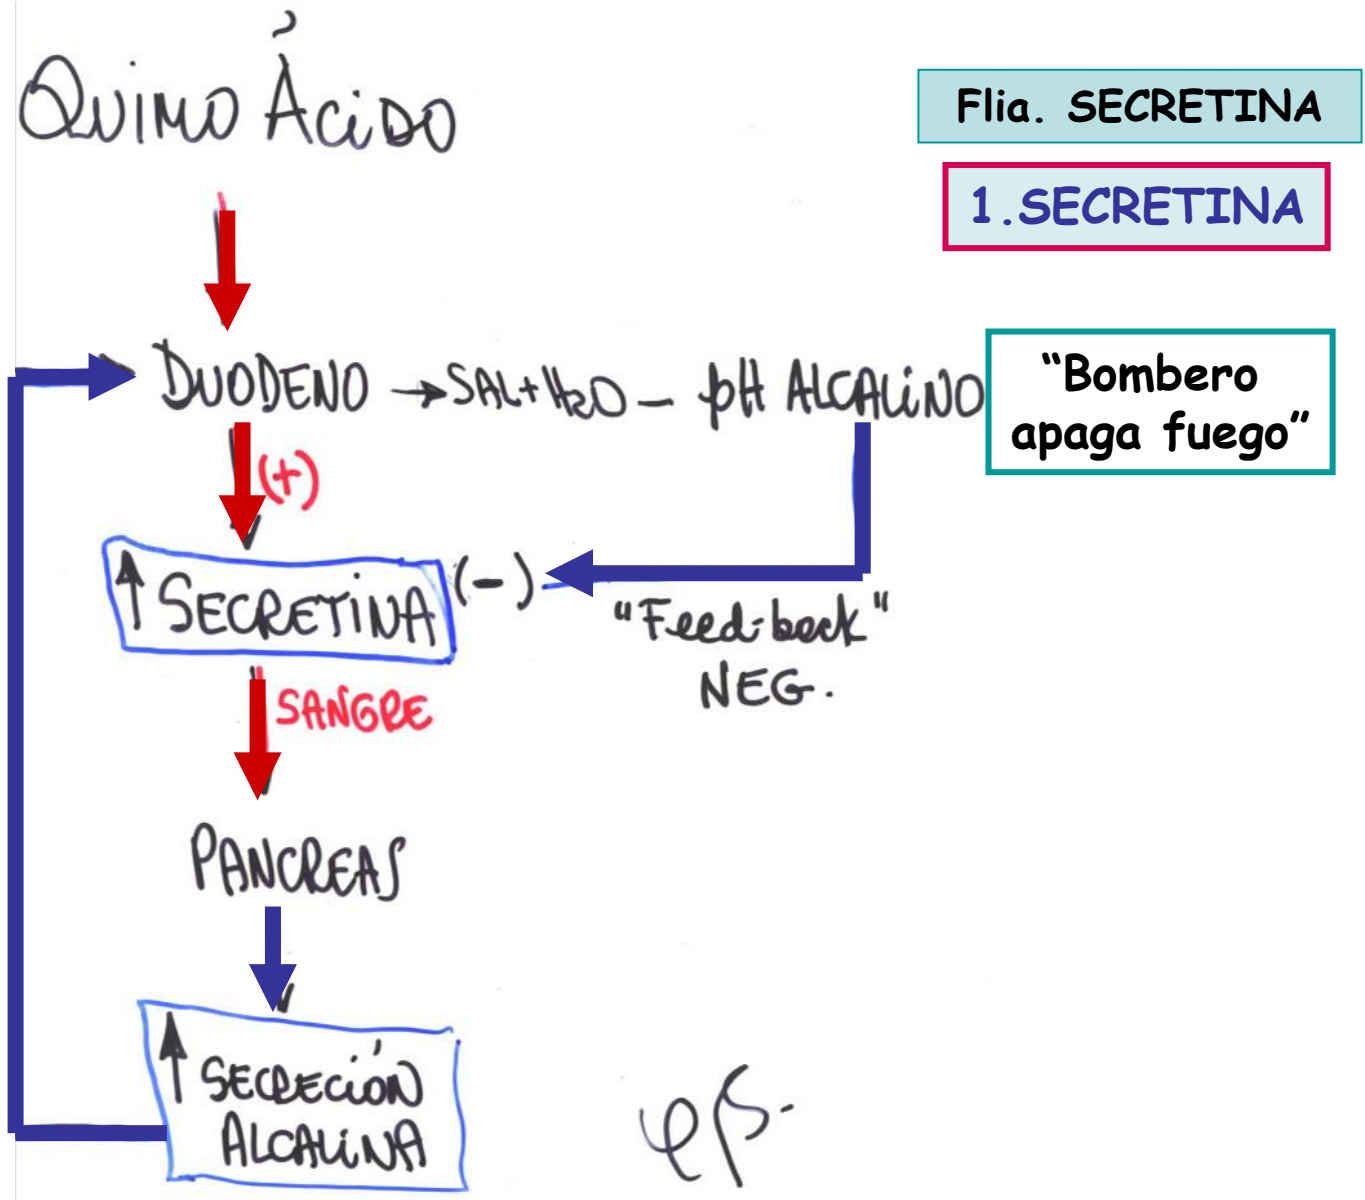 Quimo Ácido
Flia. SECRETINA
1.SECRETINA
DUODENO → SAL + H₂O – pH ALCALINO
"Bombero
apaga fuego"
(+)
↑ SECRETINA (-)
"Feed-back"
NEG.
SANGRE
PANCREAS
↑ SECRECIÓN
ALCALINA